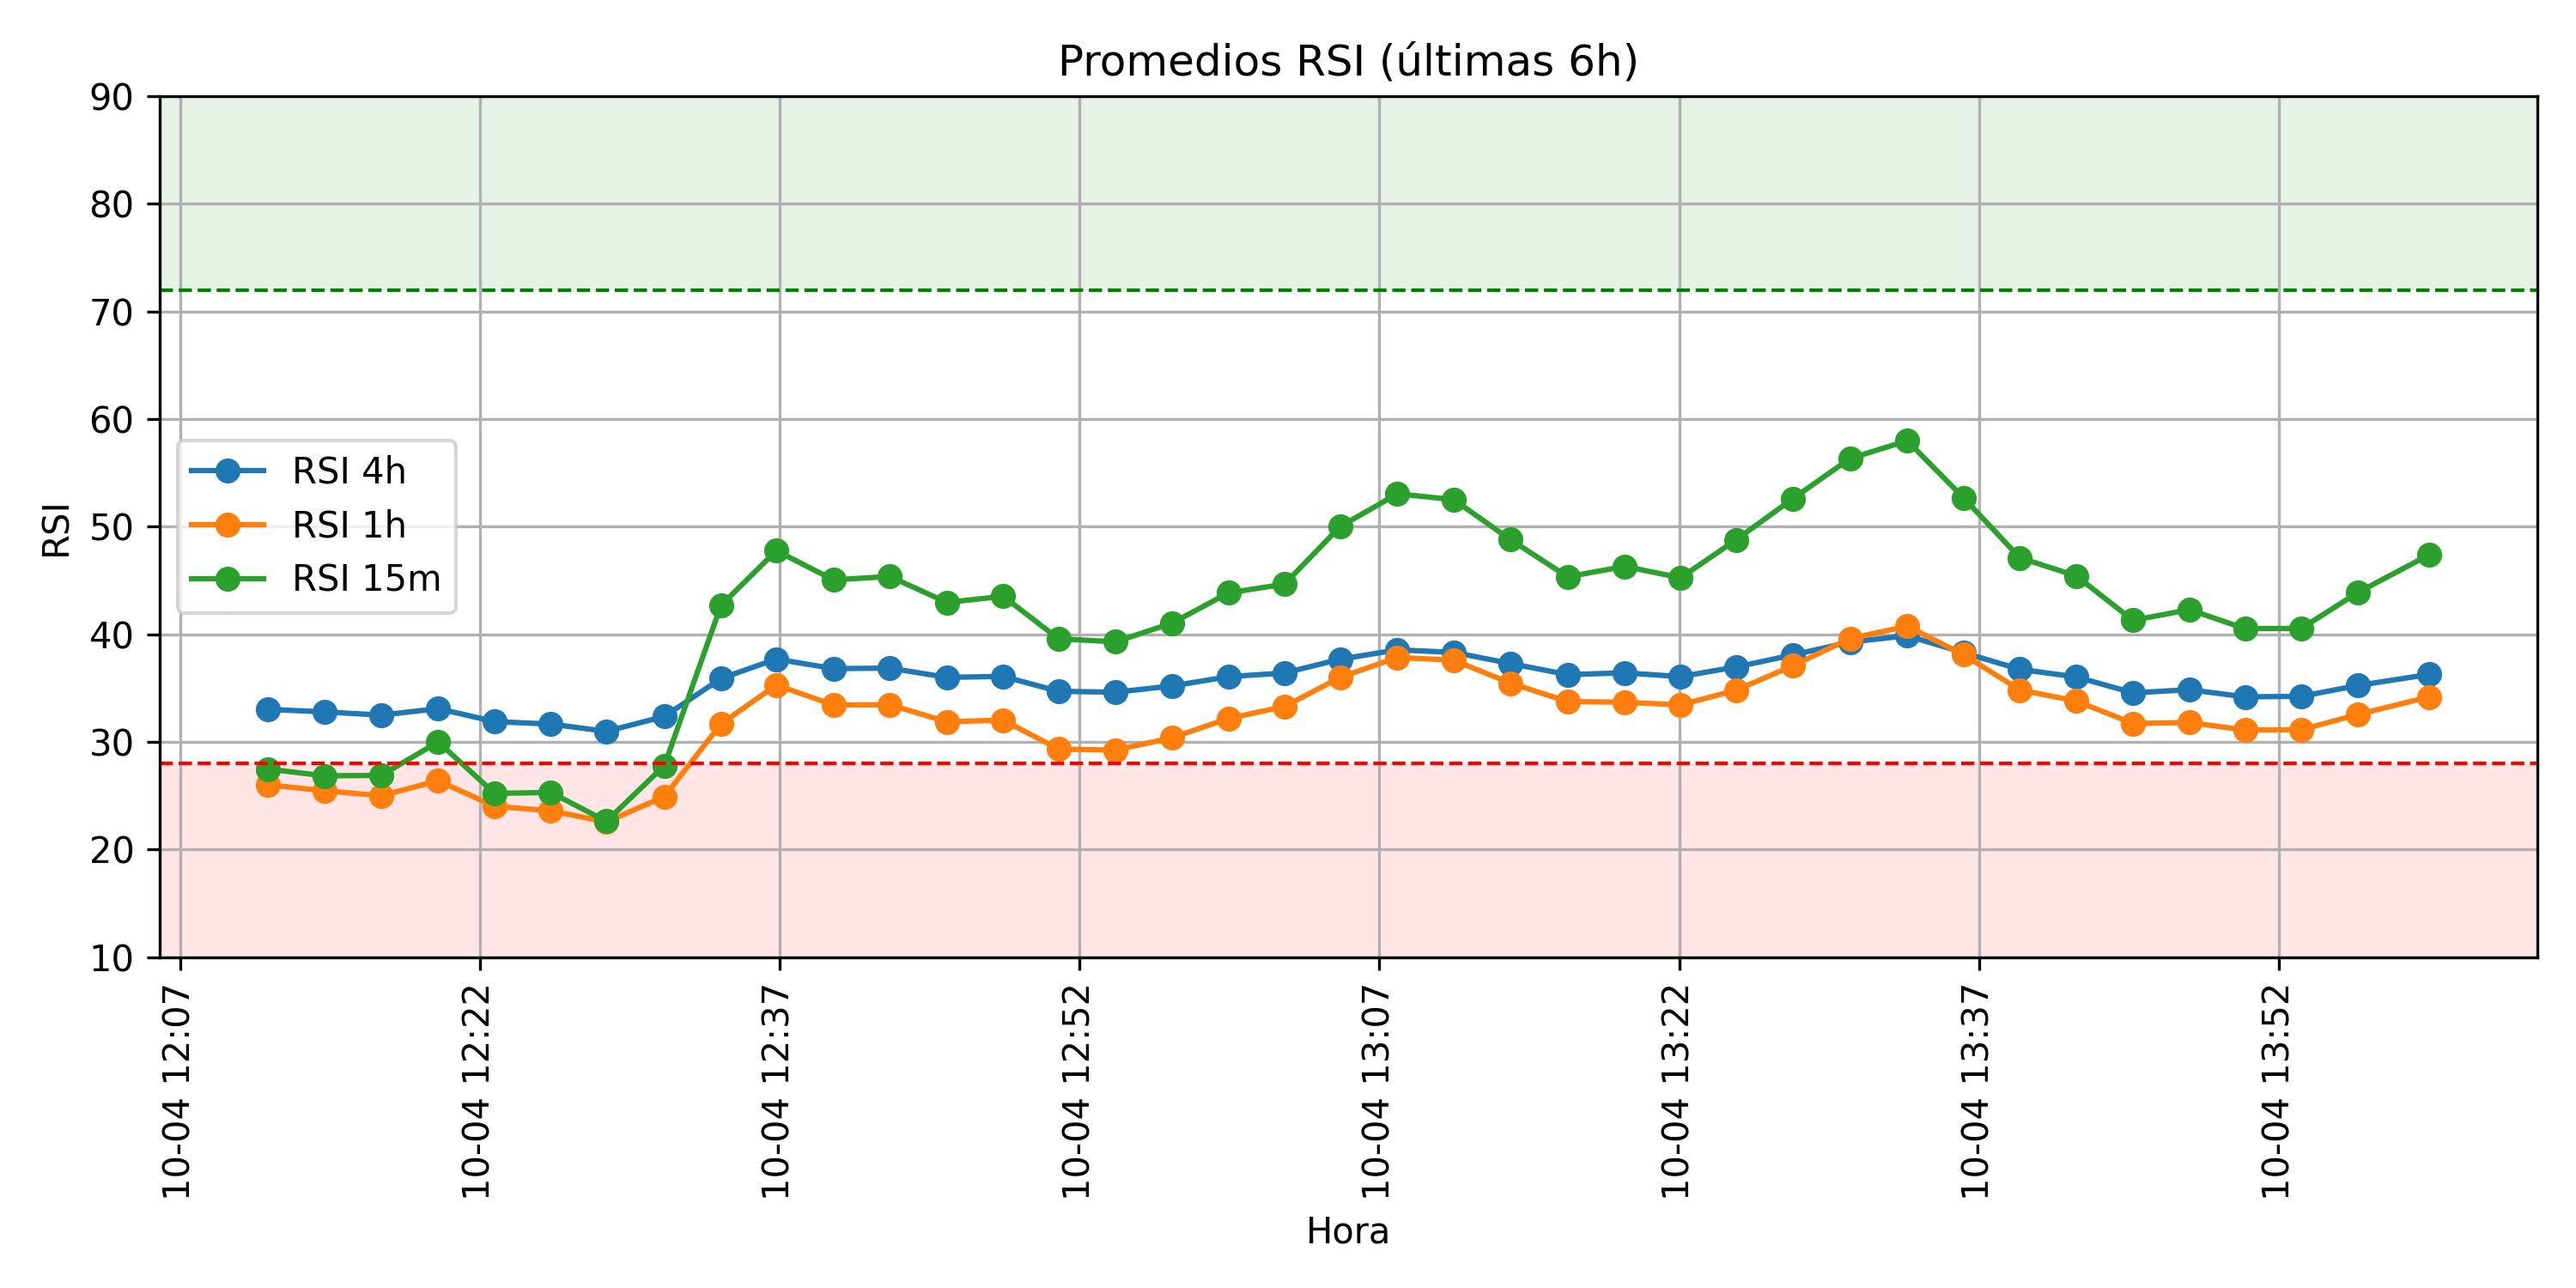 Promedios RSI (últimas 6h)
90
80
70
60
50
40
30
20
10
RSI
RSI 4h
RSI 1h
RSI 15m
10-04 12:07
10-04 12:22
10-04 12:37
10-04 12:52
10-04 13:07
10-04 13:22
10-04 13:37
10-04 13:52
Hora